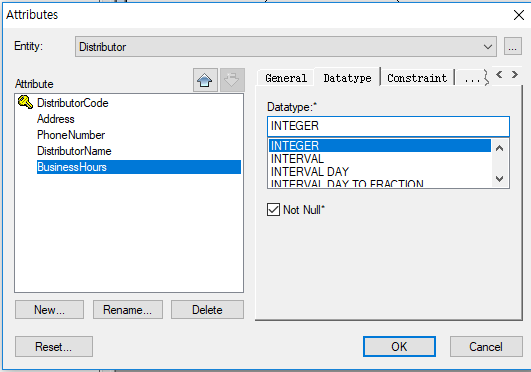 Attributes
Entity:
Distributor
...
Attribute
General
Datatype
Constraint
...
DistributorCode
Address
PhoneNumber
DistributorName
BusinessHours
Datatype:*
INTEGER
INTEGER
INTERVAL
INTERVAL DAY
INTERVAL DAY TO FRACTION
Not Null*
New...
Rename...
Delete
Reset...
OK
Cancel